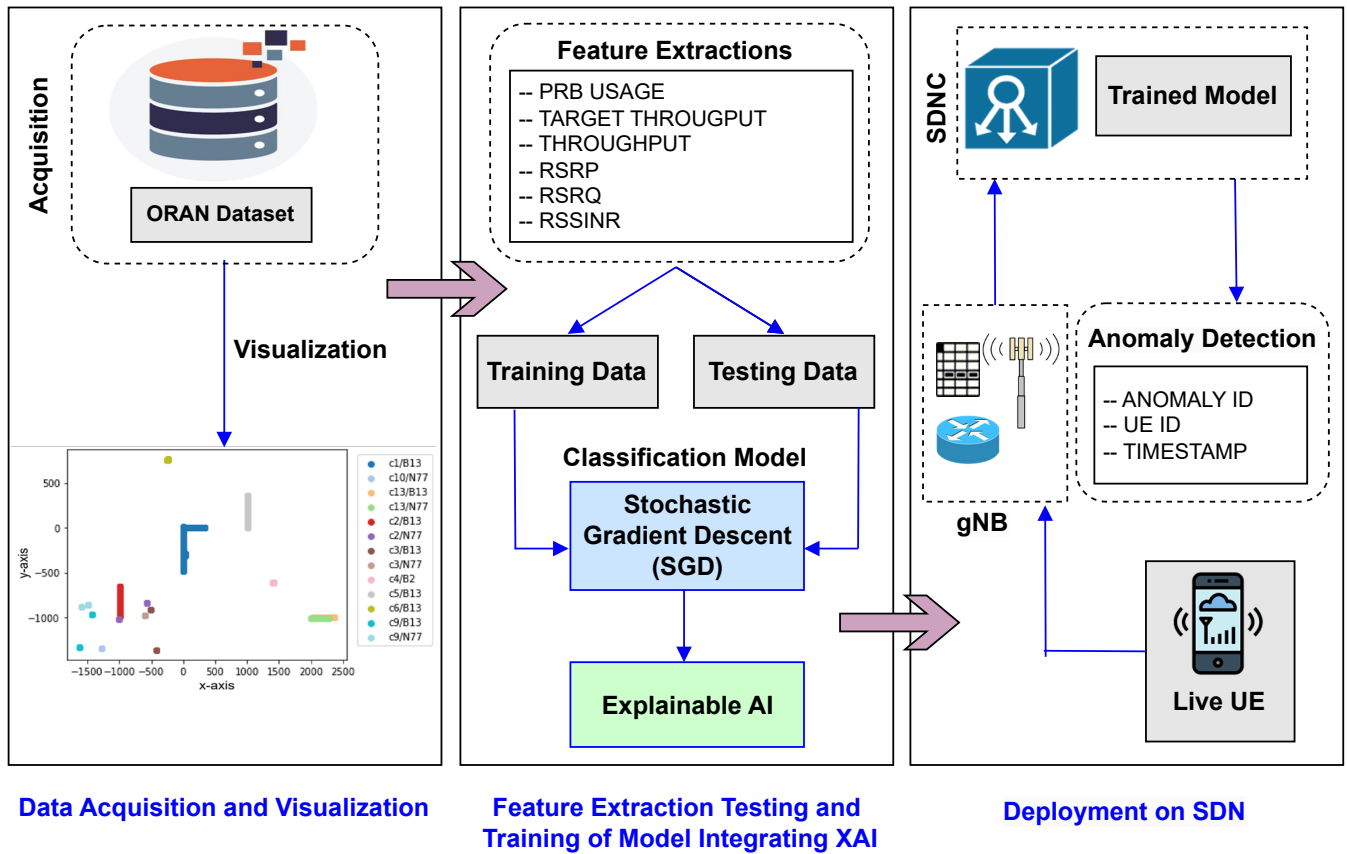 Acquisition
ORAN Dataset
Visualization
500
0
−500
−1000
y-axis
−1500 −1000 −500 0 500 1000 1500 2000 2500
x-axis
c1/B13
c10/N77
c13/B13
c13/N77
c2/B13
c2/N77
c3/B13
c3/N77
c4/B2
c5/B13
c6/B13
c9/B13
c9/N77
Data Acquisition and Visualization
Feature Extractions
-- PRB USAGE
-- TARGET THROUGPUT
-- THROUGHPUT
-- RSRP
-- RSRQ
-- RSSINR
Training Data
Testing Data
Classification Model
Stochastic
Gradient Descent
(SGD)
Explainable AI
Feature Extraction Testing and
Training of Model Integrating XAI
SDNC
Trained Model
Anomaly Detection
-- ANOMALY ID
-- UE ID
-- TIMESTAMP
gNB
Live UE
Deployment on SDN